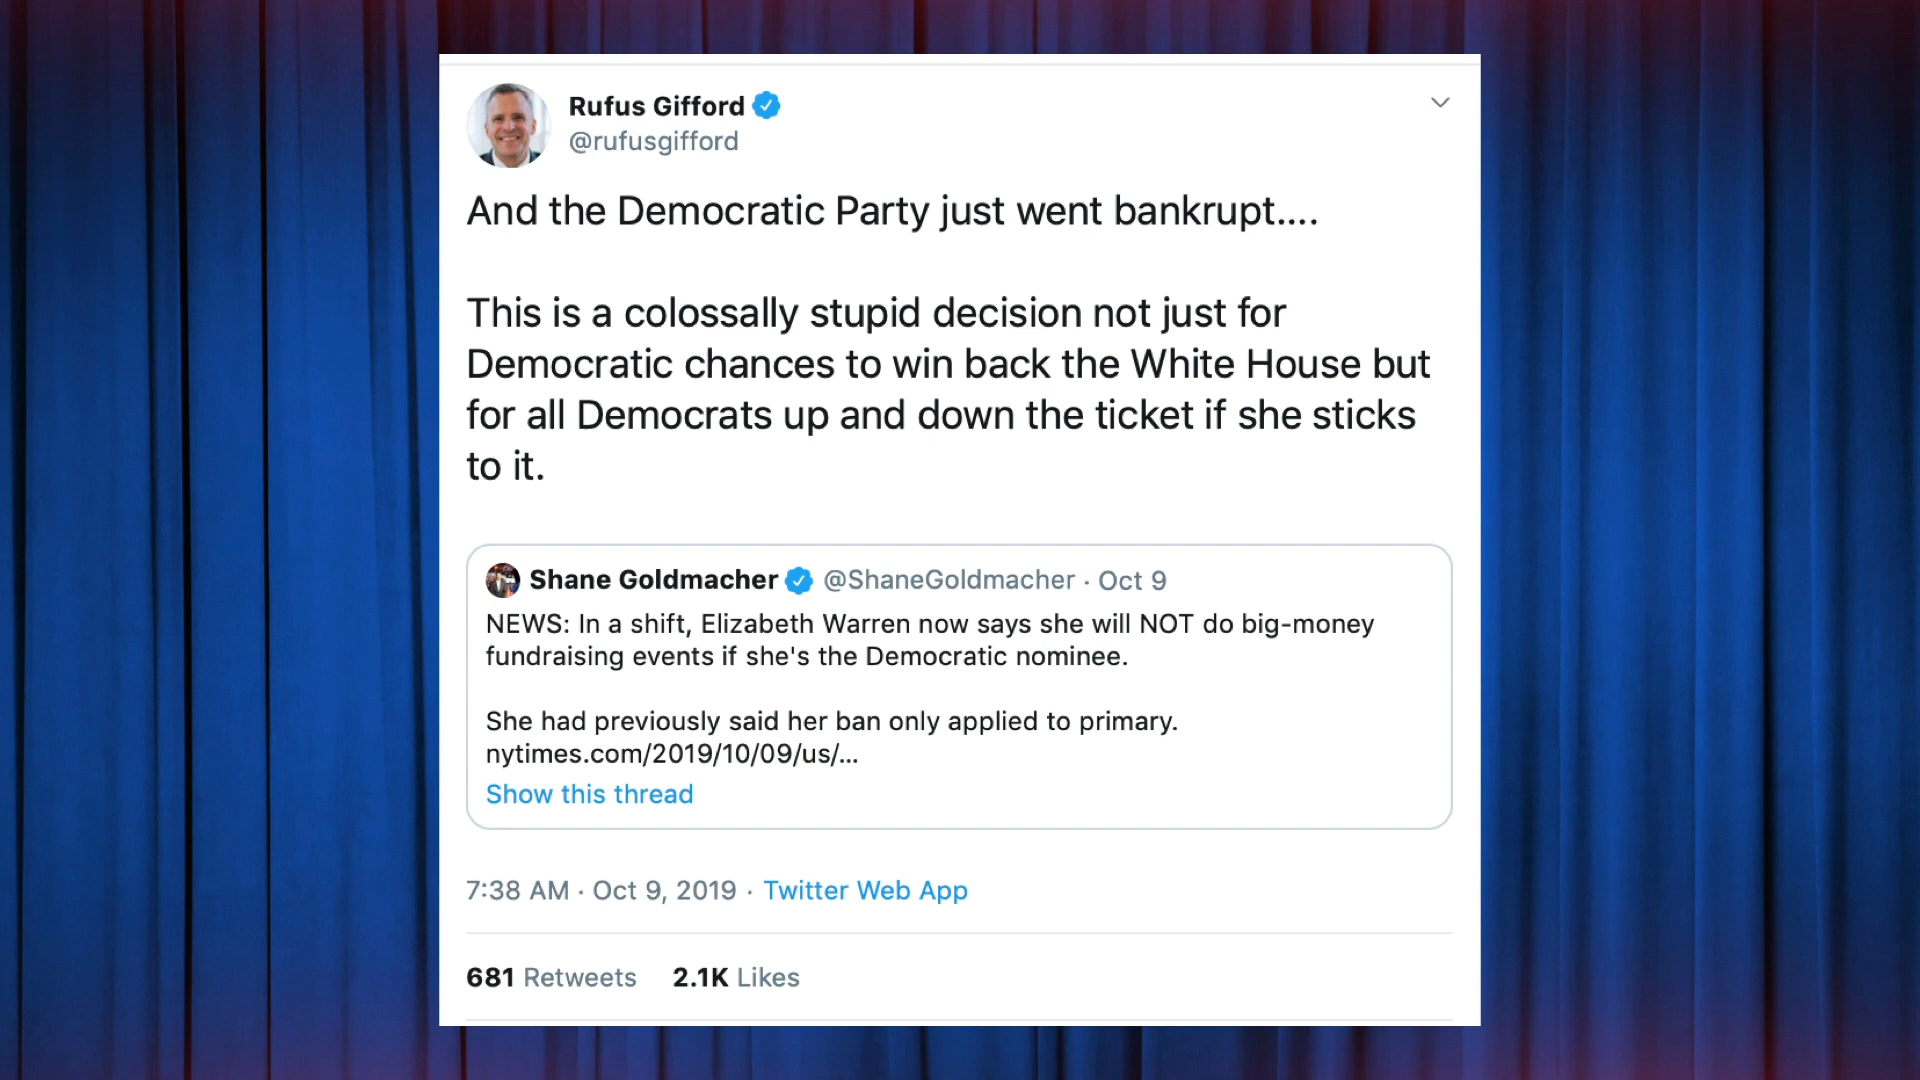 Rufus Gifford
@rufusgifford
And the Democratic Party just went bankrupt....
This is a colossally stupid decision not just for
Democratic chances to win back the White House but
for all Democrats up and down the ticket if she sticks
to it.
Shane Goldmacher @ShaneGoldmacher · Oct 9
NEWS: In a shift, Elizabeth Warren now says she will NOT do big-money
fundraising events if she's the Democratic nominee.
She had previously said her ban only applied to primary.
nytimes.com/2019/10/09/us/...
Show this thread
7:38 AM · Oct 9, 2019 · Twitter Web App
681 Retweets 2.1K Likes